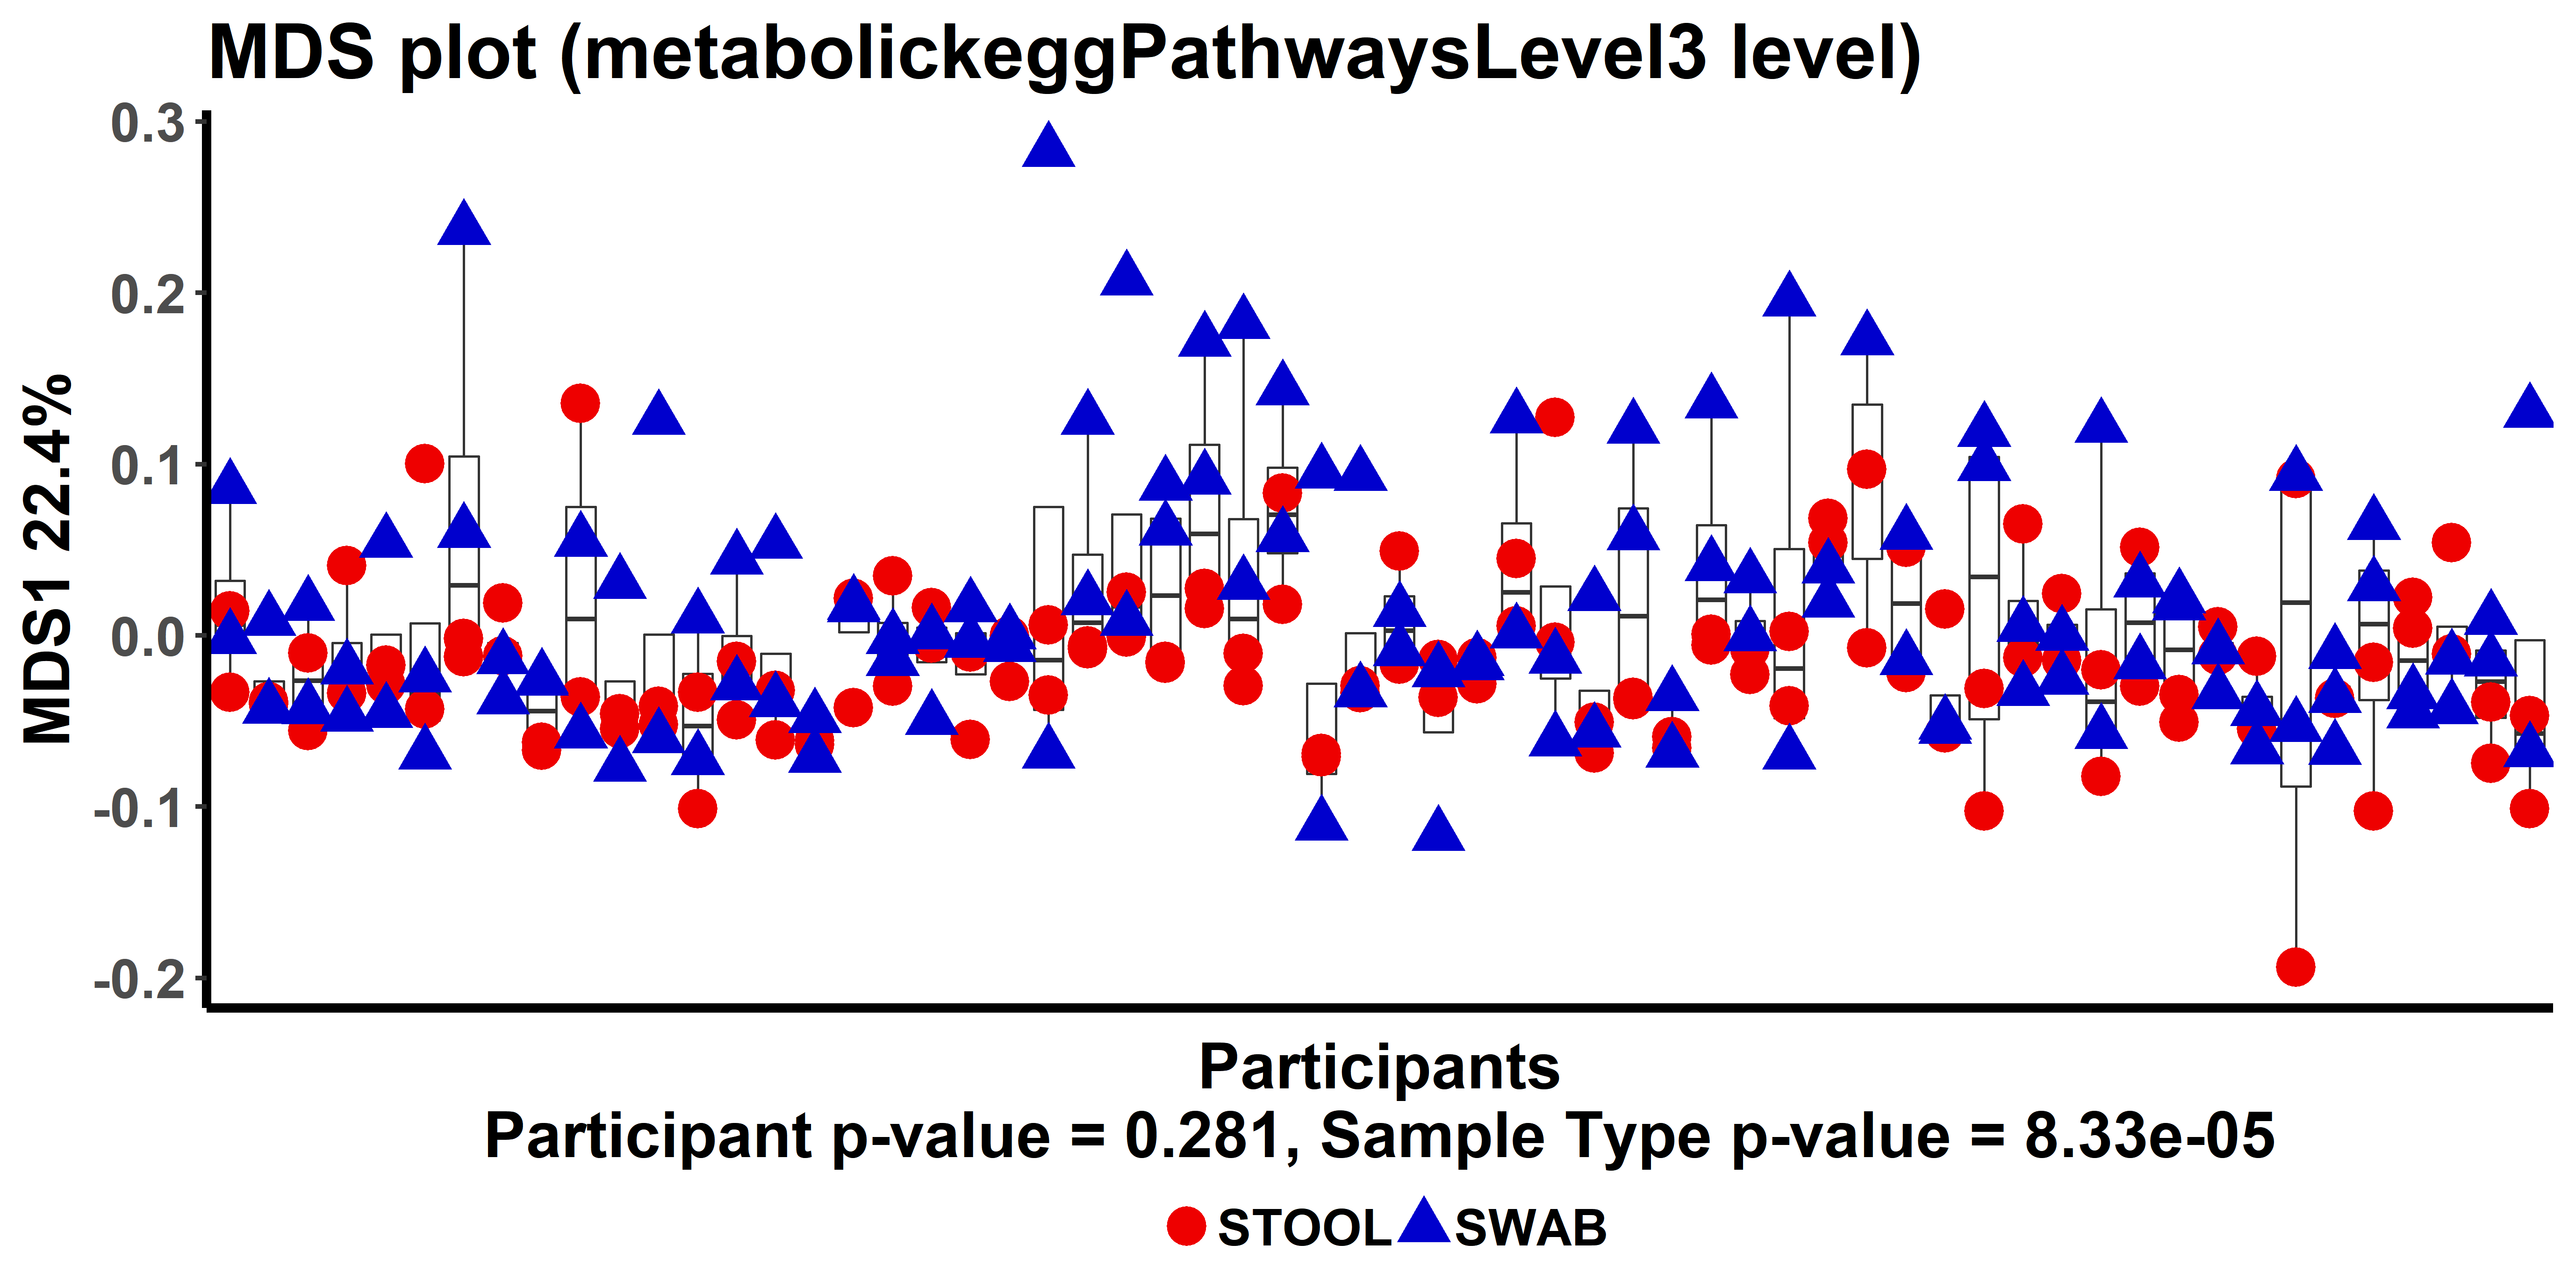 MDS plot (metabolickeggPathwaysLevel3 level)
MDS1 22.4%
0.3
0.2
0.1
0.0
-0.1
-0.2
Participants
Participant p-value = 0.281, Sample Type p-value = 8.33e-05
STOOL SWAB